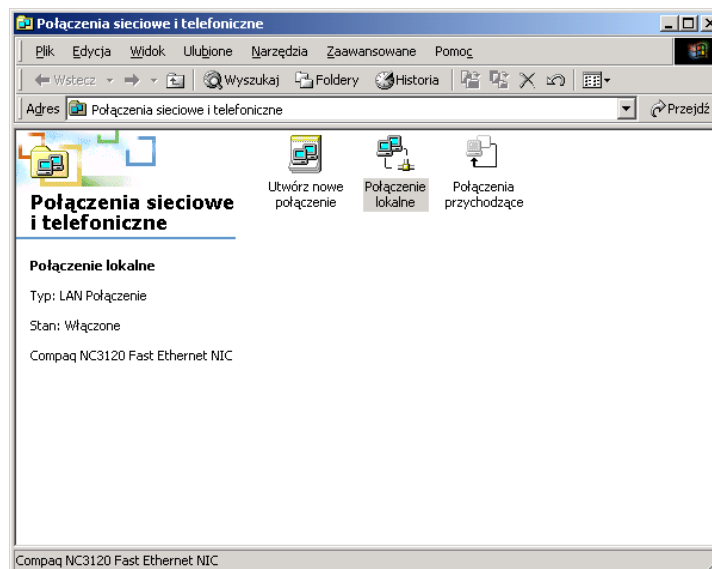 Połączenia sieciowe i telefoniczne
Plik Edycja Widok Ulubione Narzędzia Zaawansowane Pomoc
Wstecz Wyszukaj Foldery Historia
Adres Połączenia sieciowe i telefoniczne Przejdź
Połączenia sieciowe
i telefoniczne
Utwórz nowe
połączenie
Połączenie
lokalne
Połączenia
przychodzące
Połączenie lokalne
Typ: LAN Połączenie
Stan: Włączone
Compaq NC3120 Fast Ethernet NIC
Compaq NC3120 Fast Ethernet NIC